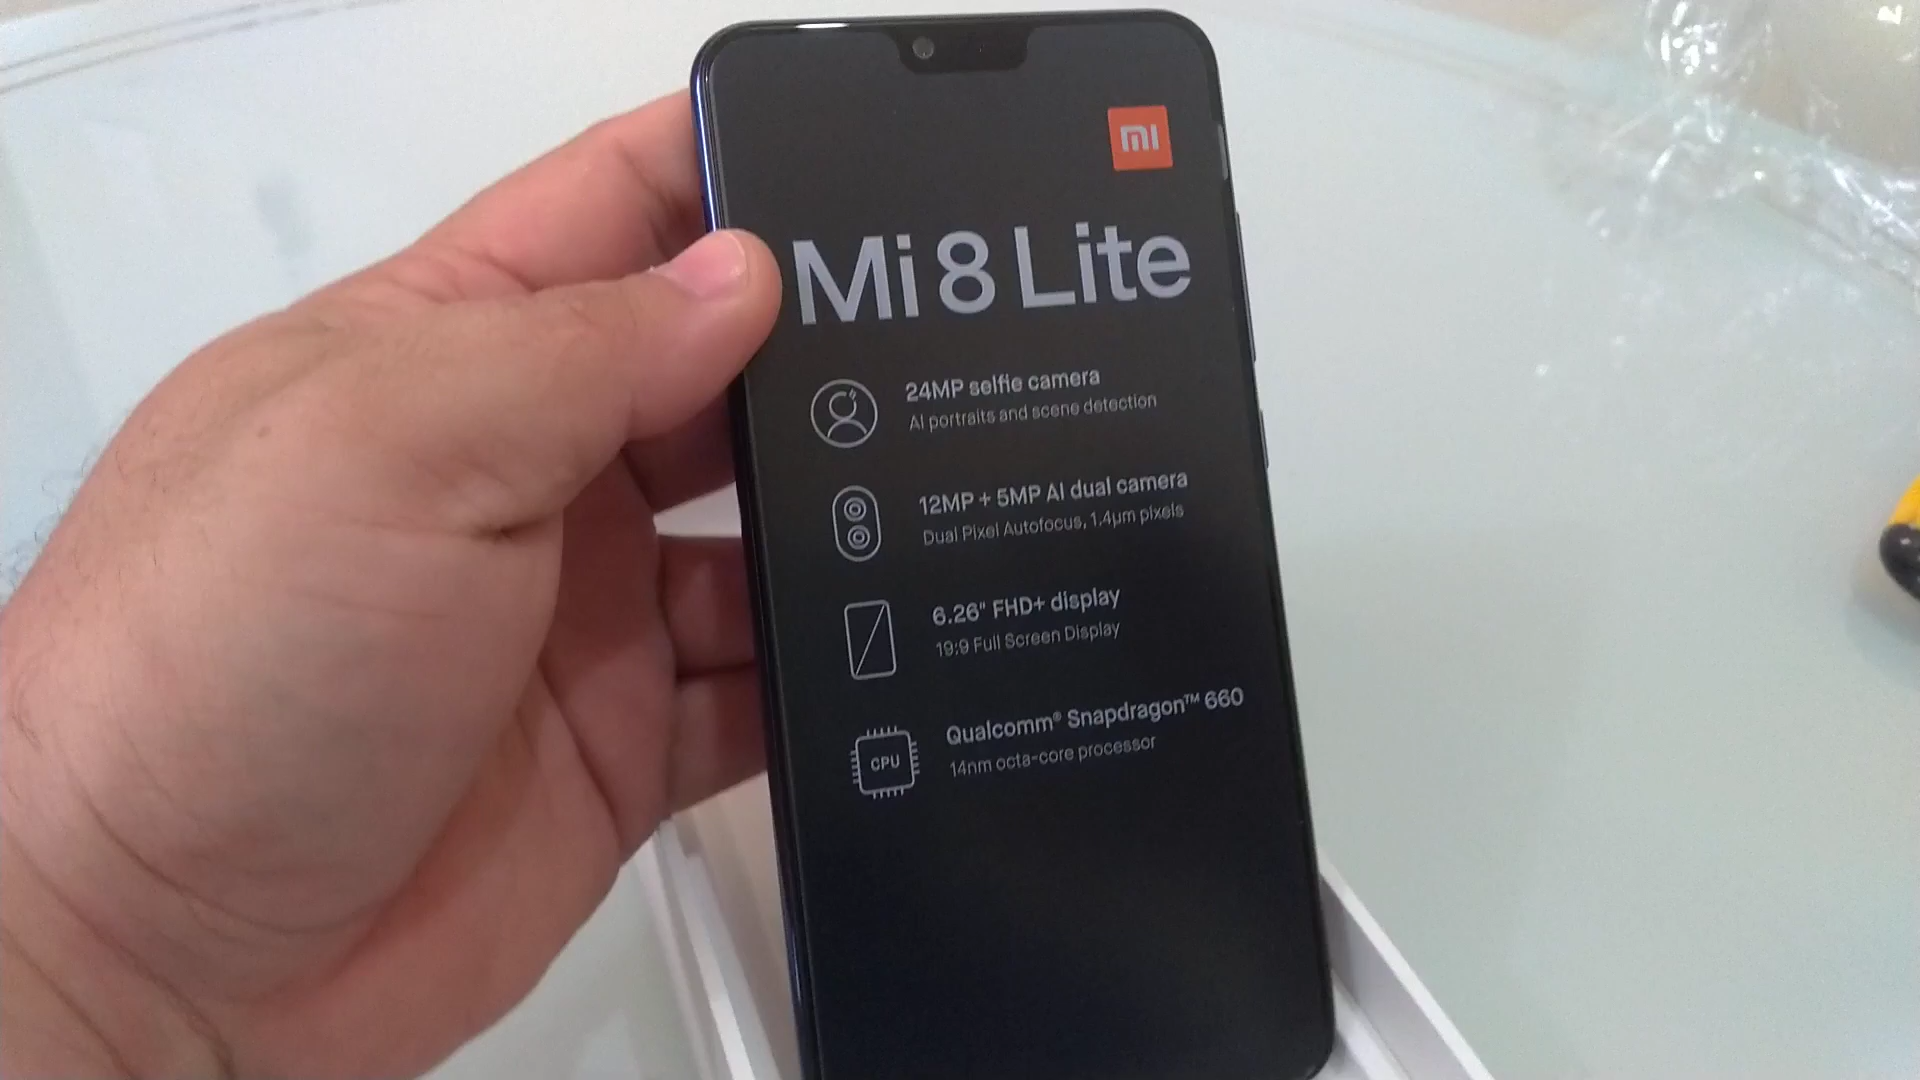 mi
Mi 8 Lite
24MP selfie camera
AI portraits and scene detection
12MP + 5MP AI dual camera
Dual Pixel Autofocus, 1.4μm pixels
6.26" FHD+ display
19:9 Full Screen Display
Qualcomm® Snapdragon™ 660
CPU
14nm octa-core processor